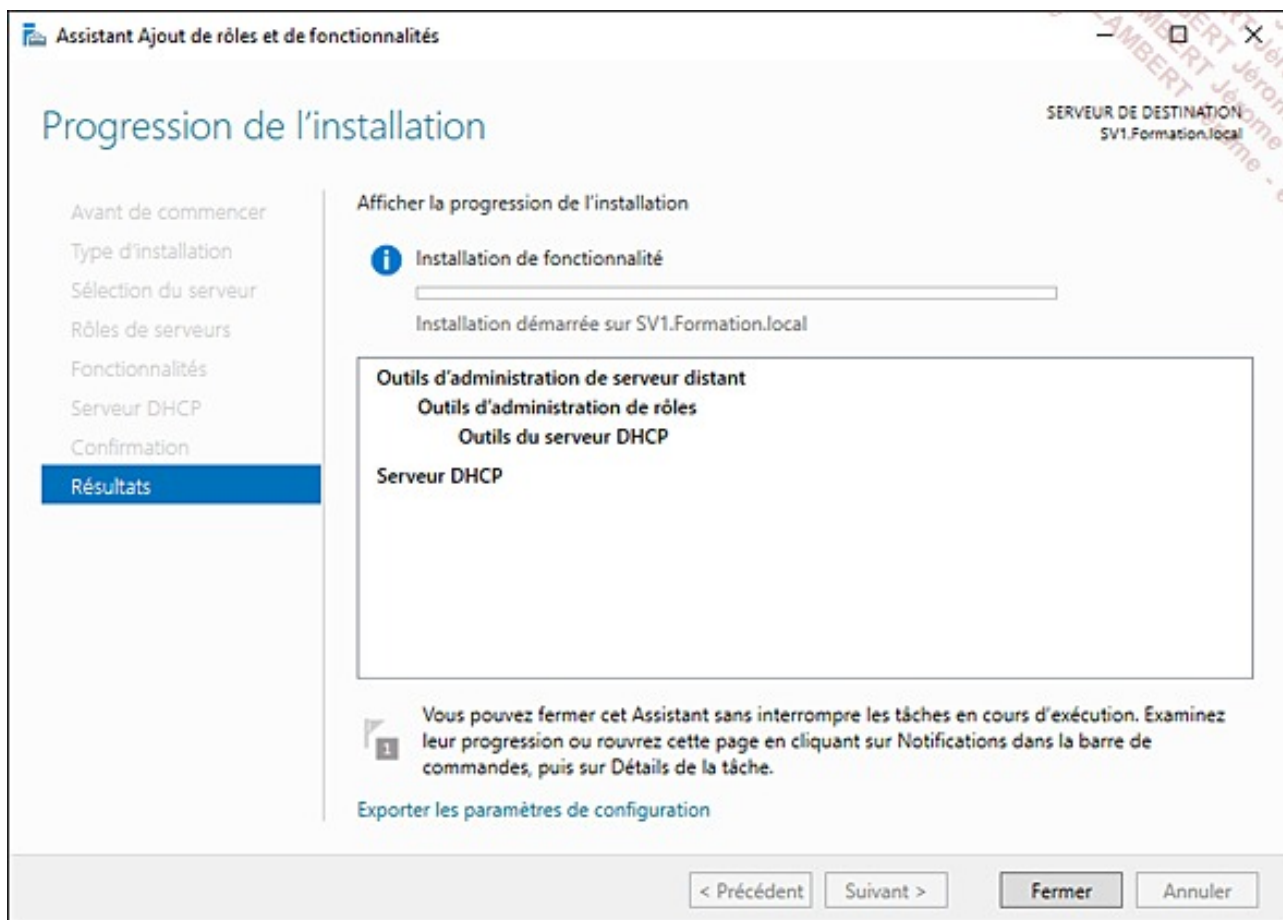 Assistant Ajout de rôles et de fonctionnalités
Progression de l'installation
SERVEUR DE DESTINATION
SV1.Formation.local
Avant de commencer
Type d'installation
Sélection du serveur
Rôles de serveurs
Fonctionnalités
Serveur DHCP
Confirmation
Résultats
Afficher la progression de l'installation
Installation de fonctionnalité
Installation démarrée sur SV1.Formation.local
Outils d'administration de serveur distant
Outils d'administration de rôles
Outils du serveur DHCP
Serveur DHCP
1
Vous pouvez fermer cet Assistant sans interrompre les tâches en cours d'exécution. Examinez
leur progression ou rouvrez cette page en cliquant sur Notifications dans la barre de
commandes, puis sur Détails de la tâche.
Exporter les paramètres de configuration
< Précédent
Suivant >
Fermer
Annuler
LAMBERT Jérôme